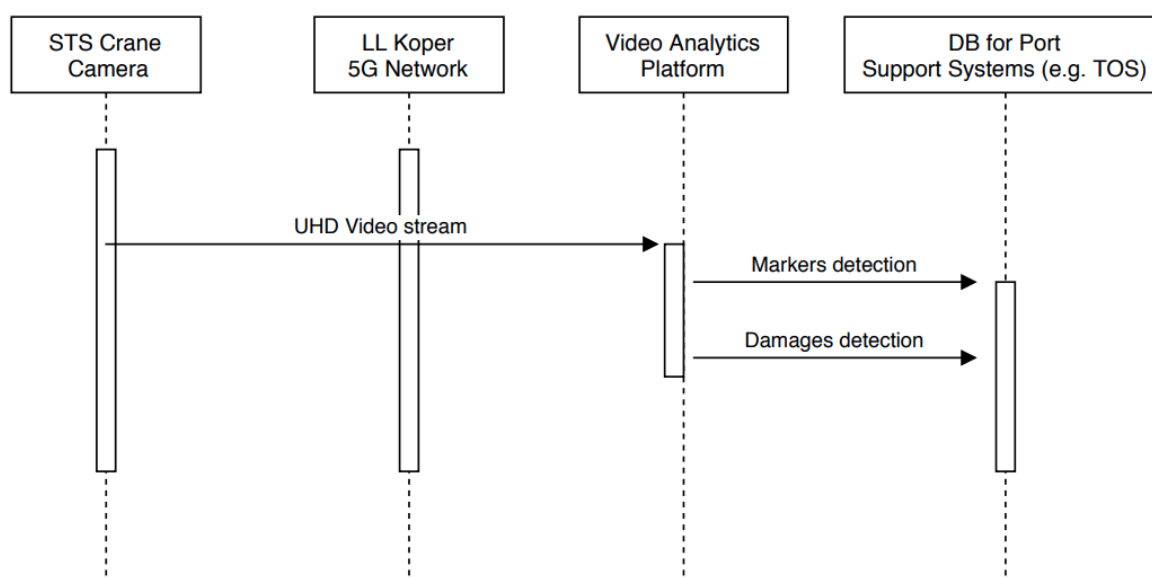 STS Crane
Camera
LL Koper
5G Network
Video Analytics
Platform
DB for Port
Support Systems (e.g. TOS)
UHD Video stream
Markers detection
Damages detection